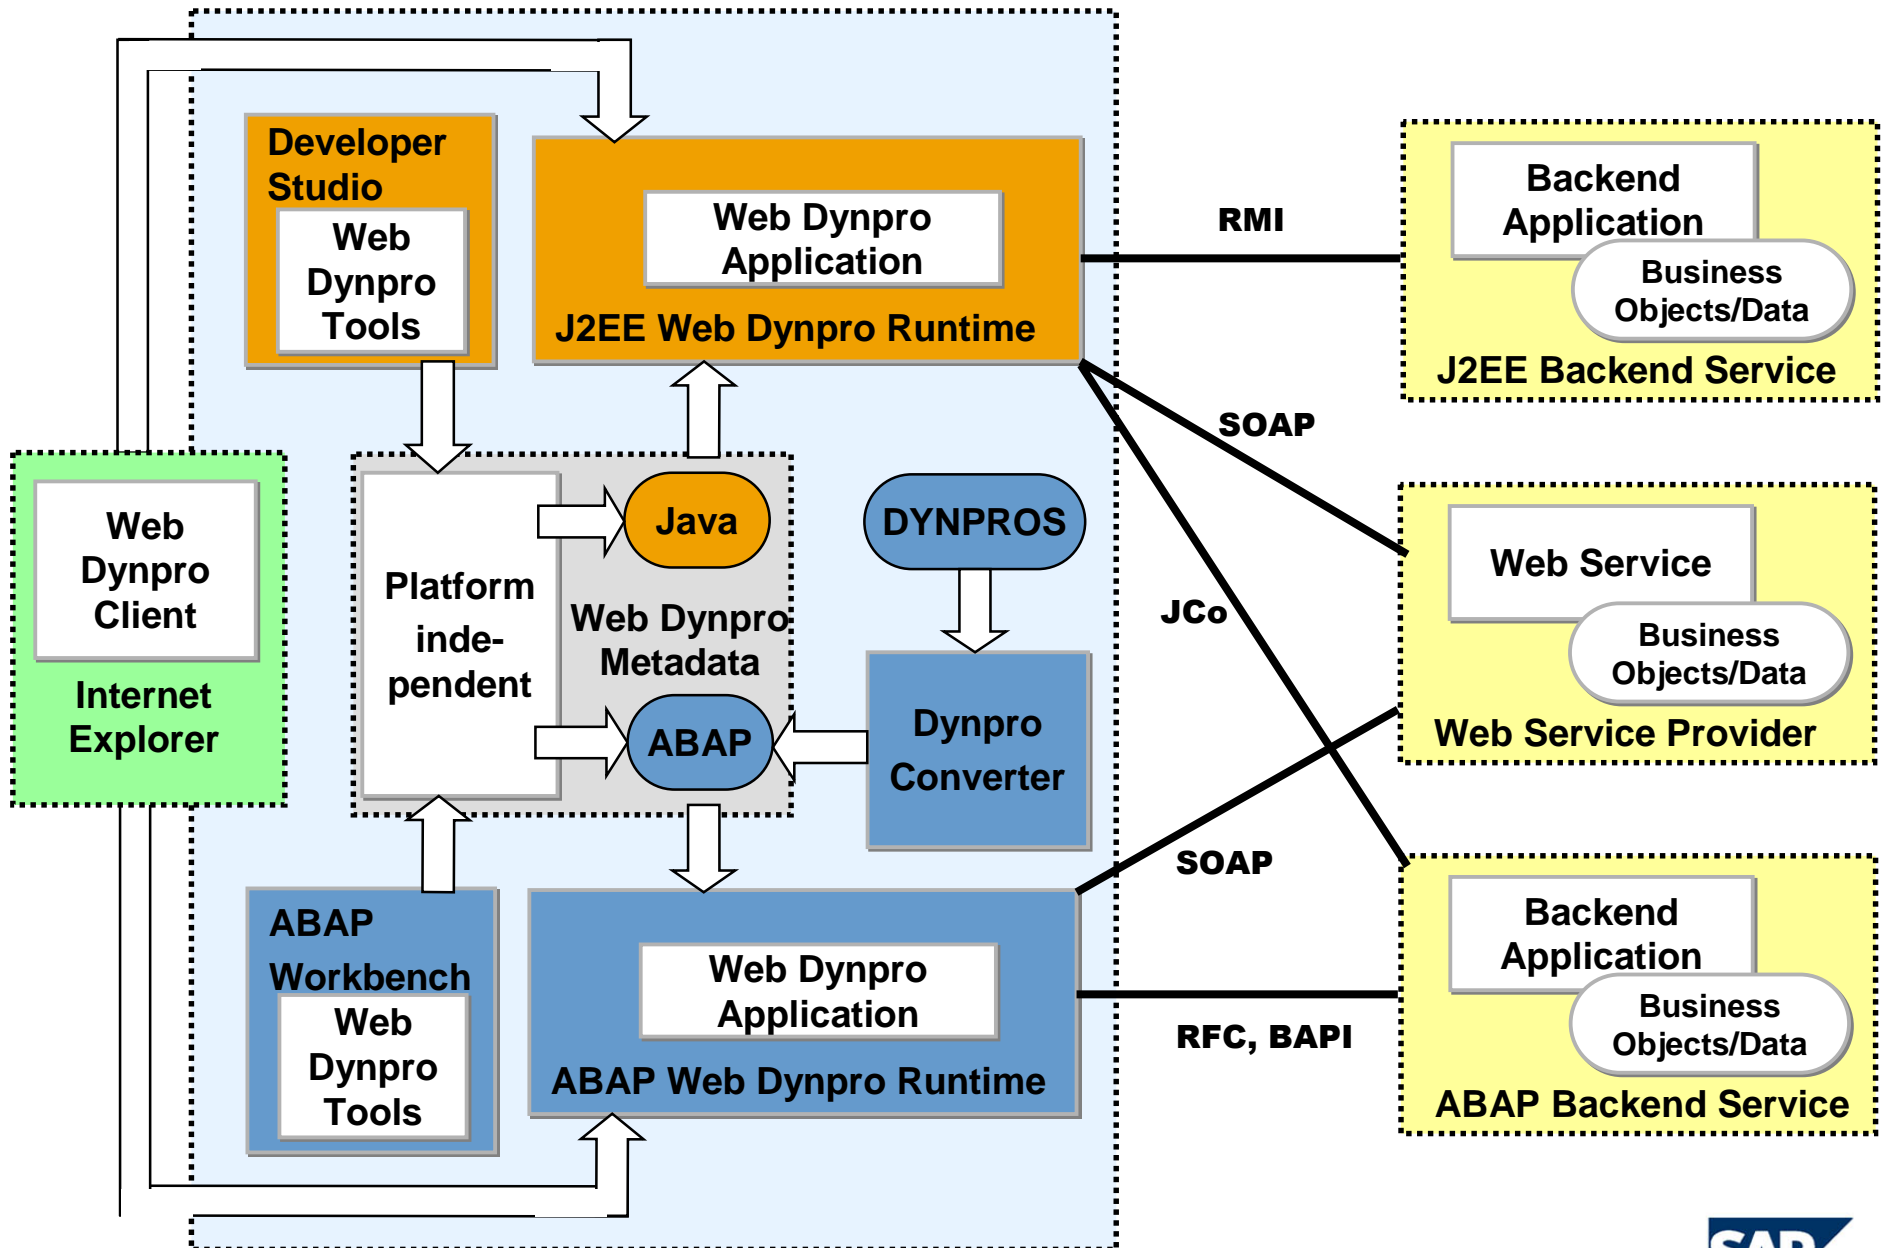 Developer
Studio
Web
Dynpro
Tools
Web Dynpro
Application
J2EE Web Dynpro Runtime
RMI
Backend
Application
Business
Objects/Data
J2EE Backend Service
SOAP
Web
Dynpro
Client
Internet
Explorer
Platform
inde-
pendent
Java
Web Dynpro
Metadata
ABAP
DYNPROS
Dynpro
Converter
JCo
Web Service
Business
Objects/Data
Web Service Provider
SOAP
ABAP
Workbench
Web
Dynpro
Tools
Web Dynpro
Application
ABAP Web Dynpro Runtime
RFC, BAPI
Backend
Application
Business
Objects/Data
ABAP Backend Service
SAP